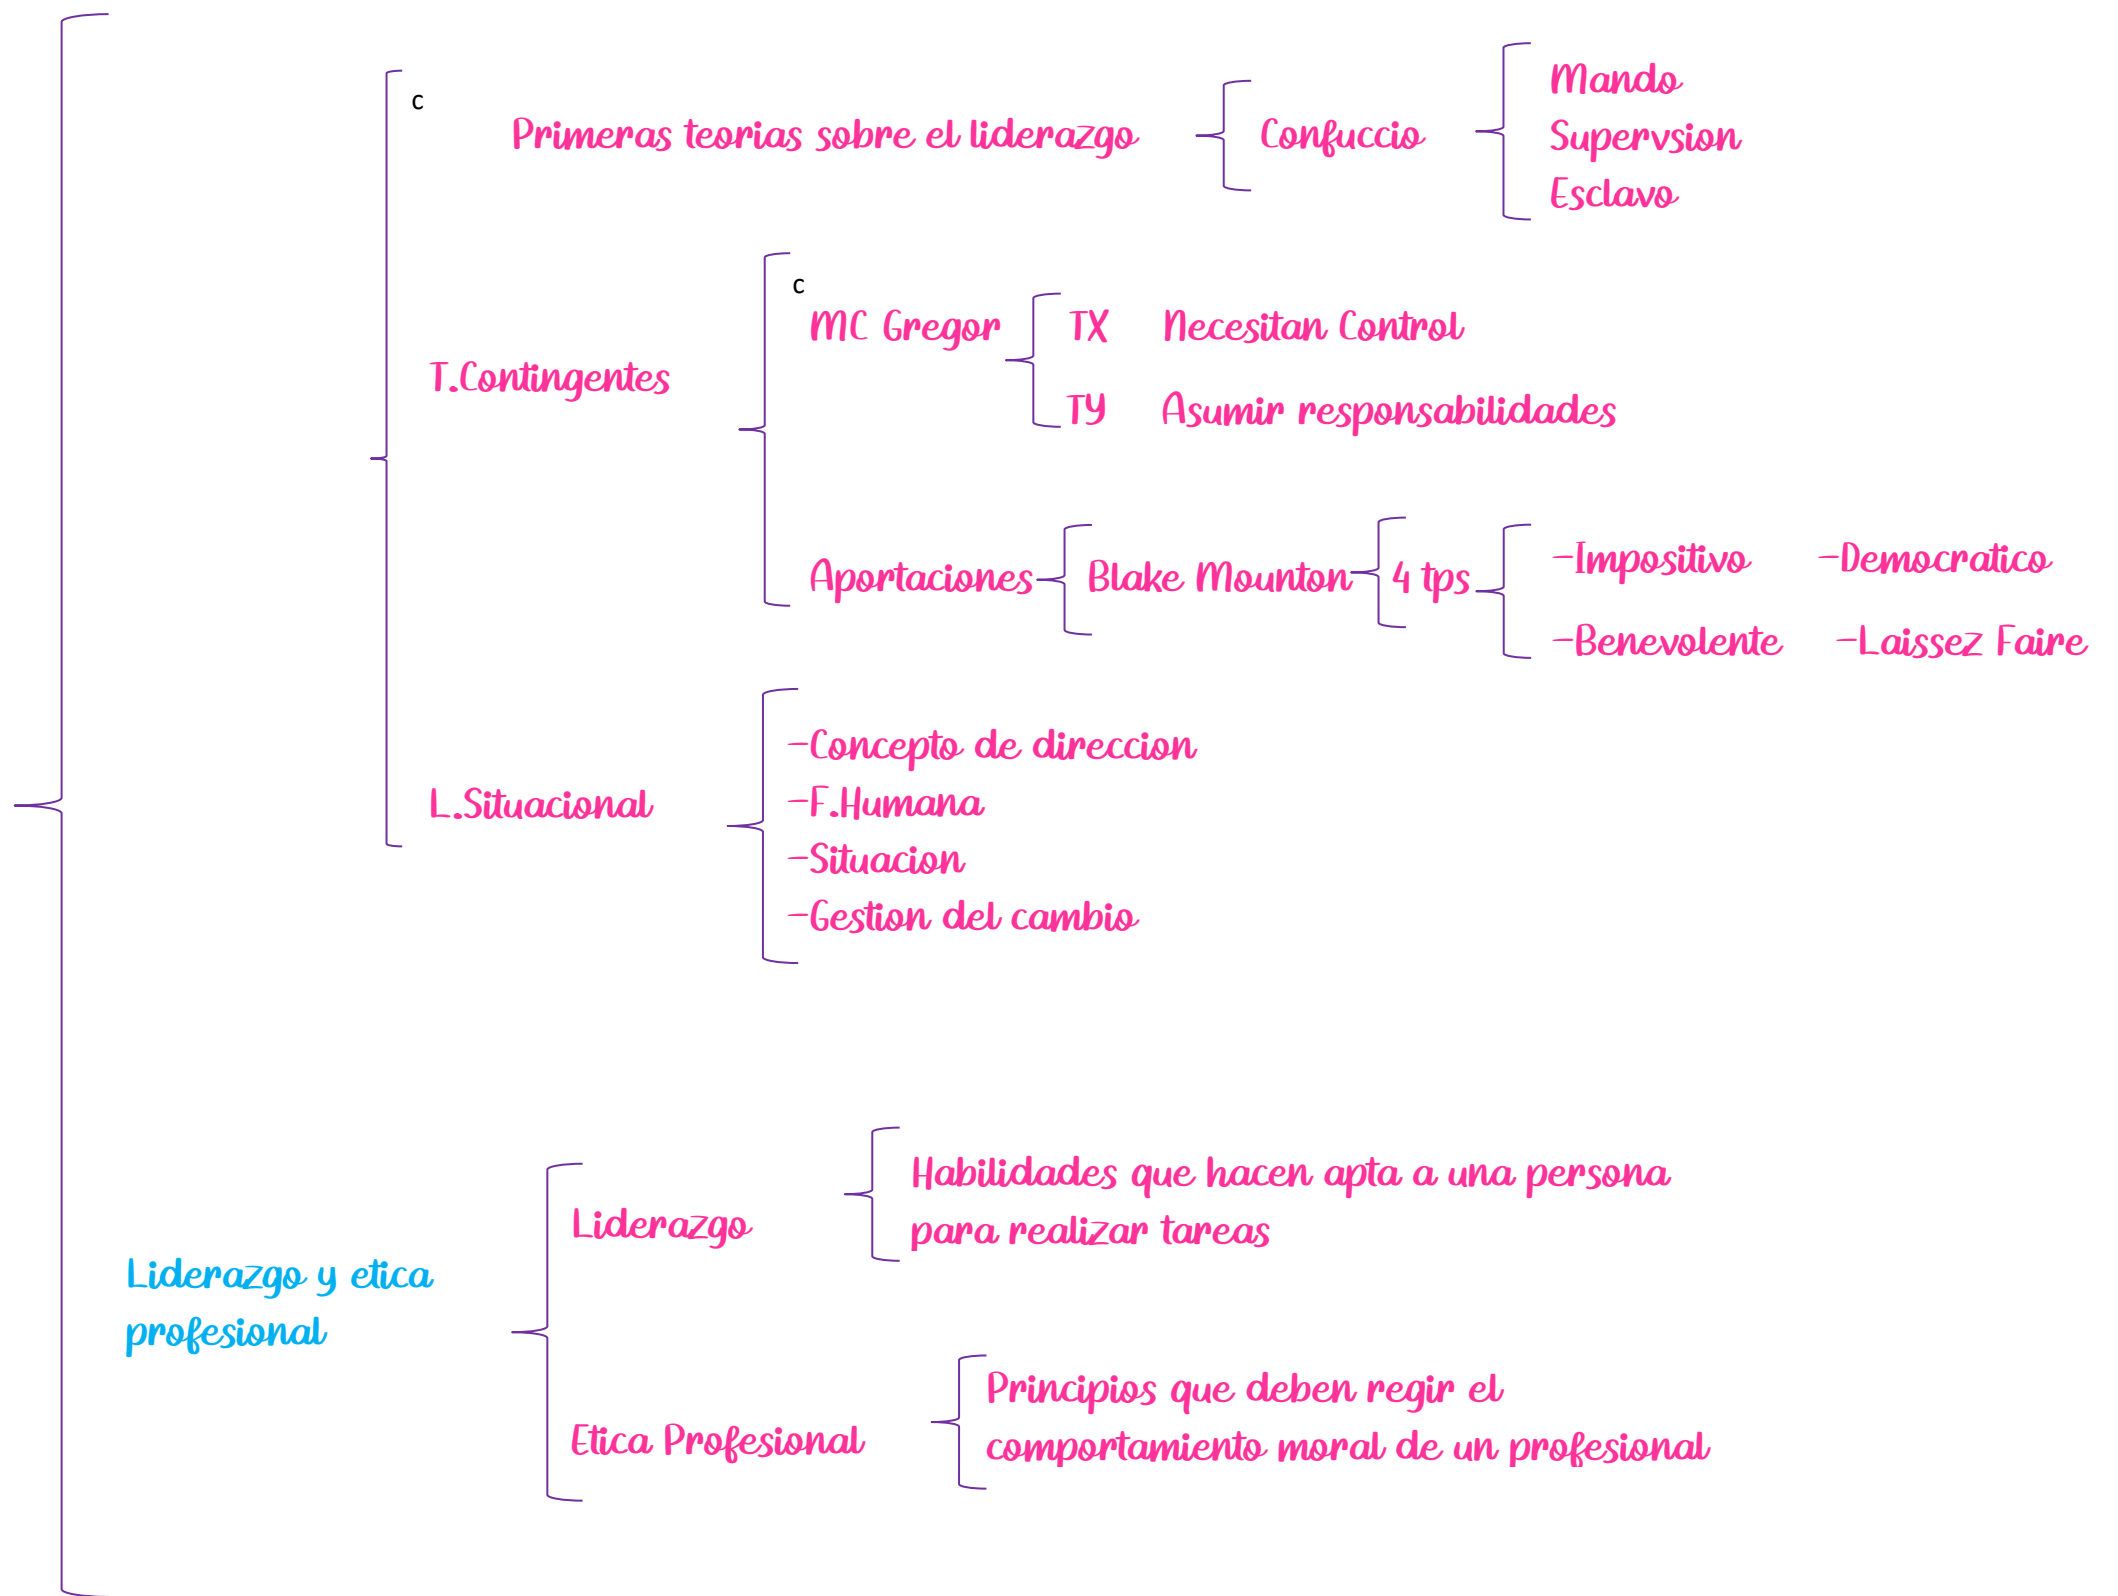 c
Primeras teorias sobre el liderazgo
Confuccio
Mando
Supervsion
Esclavo
T.Contingentes
c
MC Gregor
TX Necesitan Control
TY Asumir responsabilidades
Aportaciones
Blake Mounton
4 tps
-Impositivo -Democratico
-Benevolente -Laissez Faire
L.Situacional
-Concepto de direccion
-F.Humana
-Situacion
-Gestion del cambio
Liderazgo y etica
profesional
Liderazgo
Habilidades que hacen apta a una persona
para realizar tareas
Etica Profesional
Principios que deben regir el
comportamiento moral de un profesional